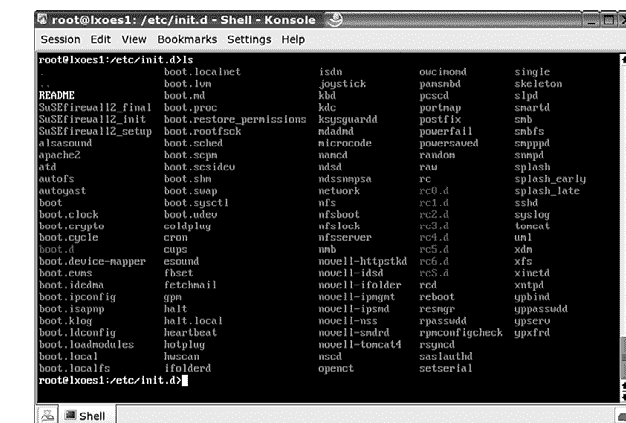 root@lxoes1: /etc/init.d - Shell - Konsole
Session Edit View Bookmarks Settings Help
root@lxoes1:/etc/init.d>ls
. boot.localnet isdn owcimomd single
.. boot.lvm joystick pansmbd skeleton
README boot.md kbd pcscd slpd
SuSEfirewall2_final boot.proc kdc portmap smartd
SuSEfirewall2_init boot.restore_permissions ksysguardd postfix smb
SuSEfirewall2_setup boot.rootfsck mdadmd powerfail smbfs
alsasound boot.sched microcode powersaved smpppd
apache2 boot.scpm namcd random snmpd
atd boot.scsidev ndsd raw splash
autofs boot.shm ndssnmpsa rc splash_early
autoyast boot.swap network rc0.d splash_late
boot boot.sysctl nfs rc1.d sshd
boot.clock boot.udev nfsboot rc2.d syslog
boot.crypto coldplug nfslock rc3.d tomcat
boot.cycle cron nfsserver rc4.d uml
boot.d cups nmb rc5.d xdm
boot.device-mapper esound novell-httpstkd rc6.d xfs
boot.evms fbset novell-idsd rcS.d xinetd
boot.idedma fetchmail novell-ifolder rcd xntpd
boot.ipconfig gpm novell-ipmgmt reboot ypbind
boot.isapnp halt novell-ipsmd resmgr yppasswdd
boot.klog halt.local novell-nss rpasswdd ypserv
boot.ldconfig heartbeat novell-smdrd rpmconfigcheck ypxfrd
boot.loadmodules hotplug novell-tomcat4 rsyncd
boot.local hwscan nscd saslauthd
boot.localfs ifolderd openct setserial
root@lxoes1:/etc/init.d>
Shell